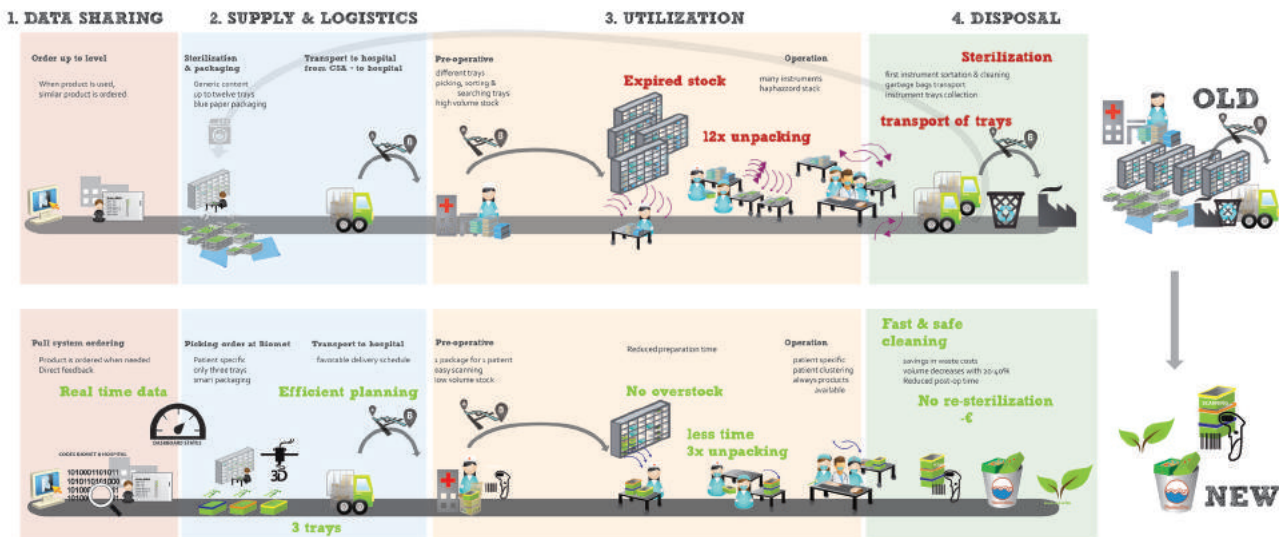 1. DATA SHARING
2. SUPPLY & LOGISTICS
3. UTILIZATION
4. DISPOSAL
Order up to level
When product is used,
similar product is ordered.
Sterilization
& packaging
Generic content
up to twelve trays
blue paper packaging
Transport to hospital
from CSA - to hospital
Pre-operative
different trays
picking, sorting &
searching trays
high volume stock
Expired stock
12x unpacking
Operation
many instruments
haphazzord stack
Sterilization
first instrument sortation & cleaning
garbage bags transport
instrument trays collection
transport of trays
OLD
Pull system ordering
Product is ordered when needed
Direct feedback
Real time data
DASHBOARD STATES
1010001101011
Picking order at Biomet
Patient specific
only three trays
smart packaging
3D
3 trays
Transport to hospital
favorable delivery schedule
Efficient planning
B
Pre-operative
1 package for 1 patient
easy scanning
low volume stock
Reduced preparation time
No overstock
less time
3x unpacking
Operation
patient specific
patient clustering
always products
available
Fast & safe
cleaning
savings in waste costs
volume decreases with 20-40%
Reduced post-op time
No re-sterilization
-€
NEW